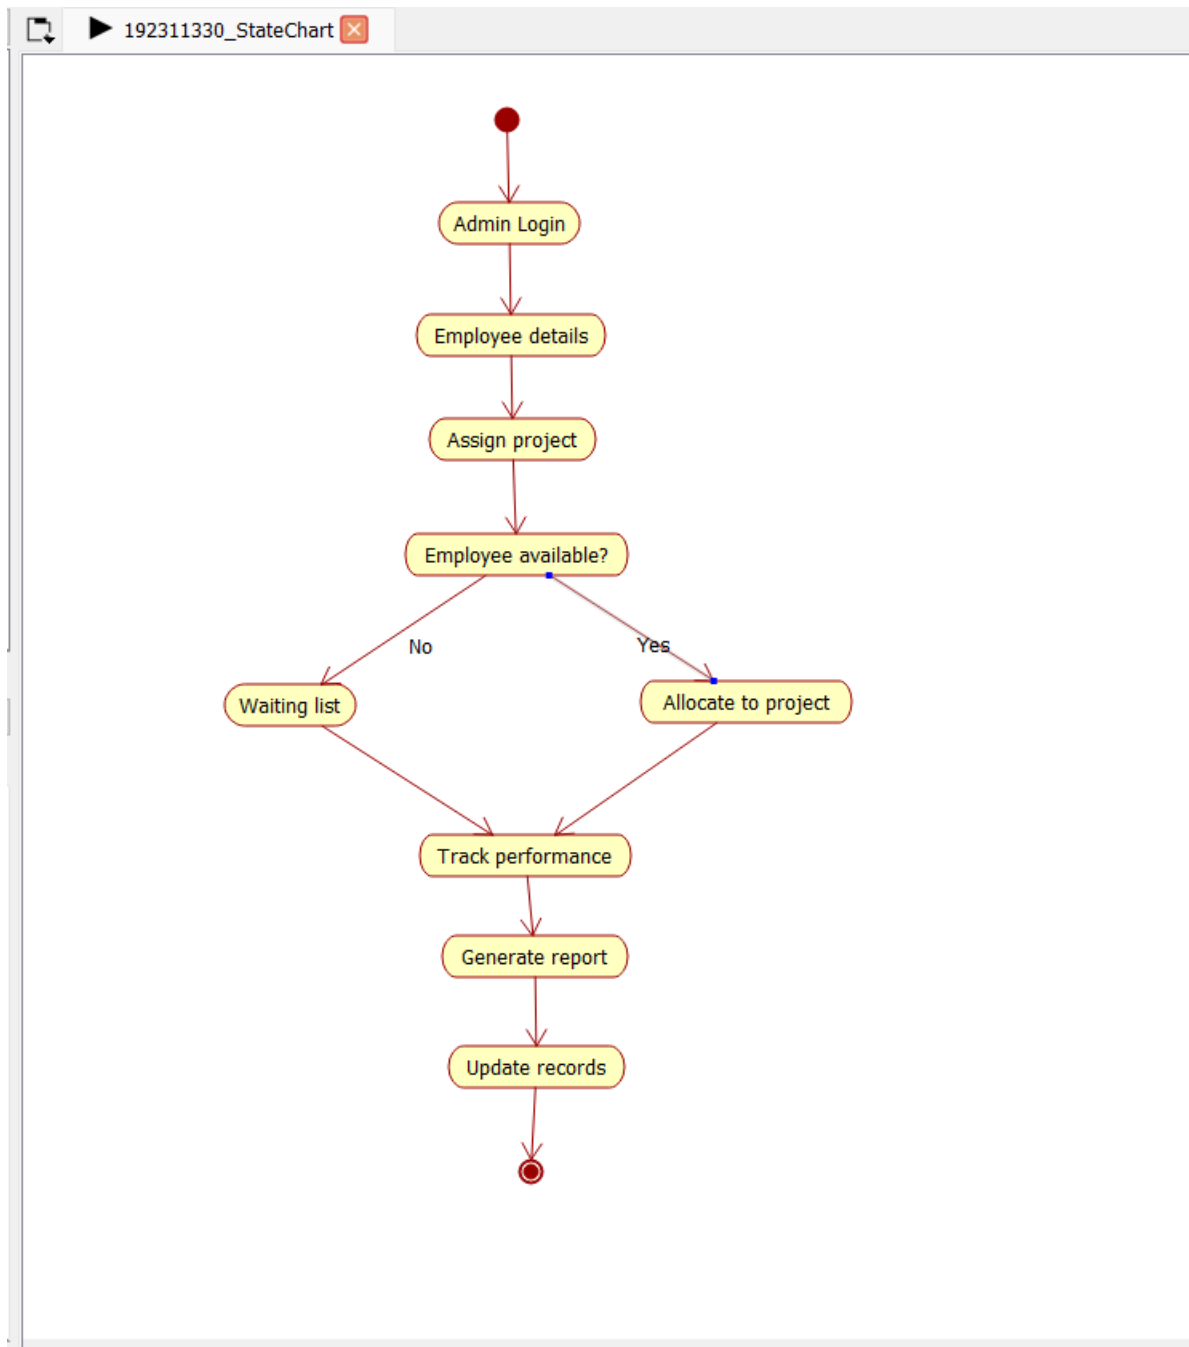 192311330_StateChart
Admin Login
Employee details
Assign project
Employee available?
No
Yes
Waiting list
Allocate to project
Track performance
Generate report
Update records